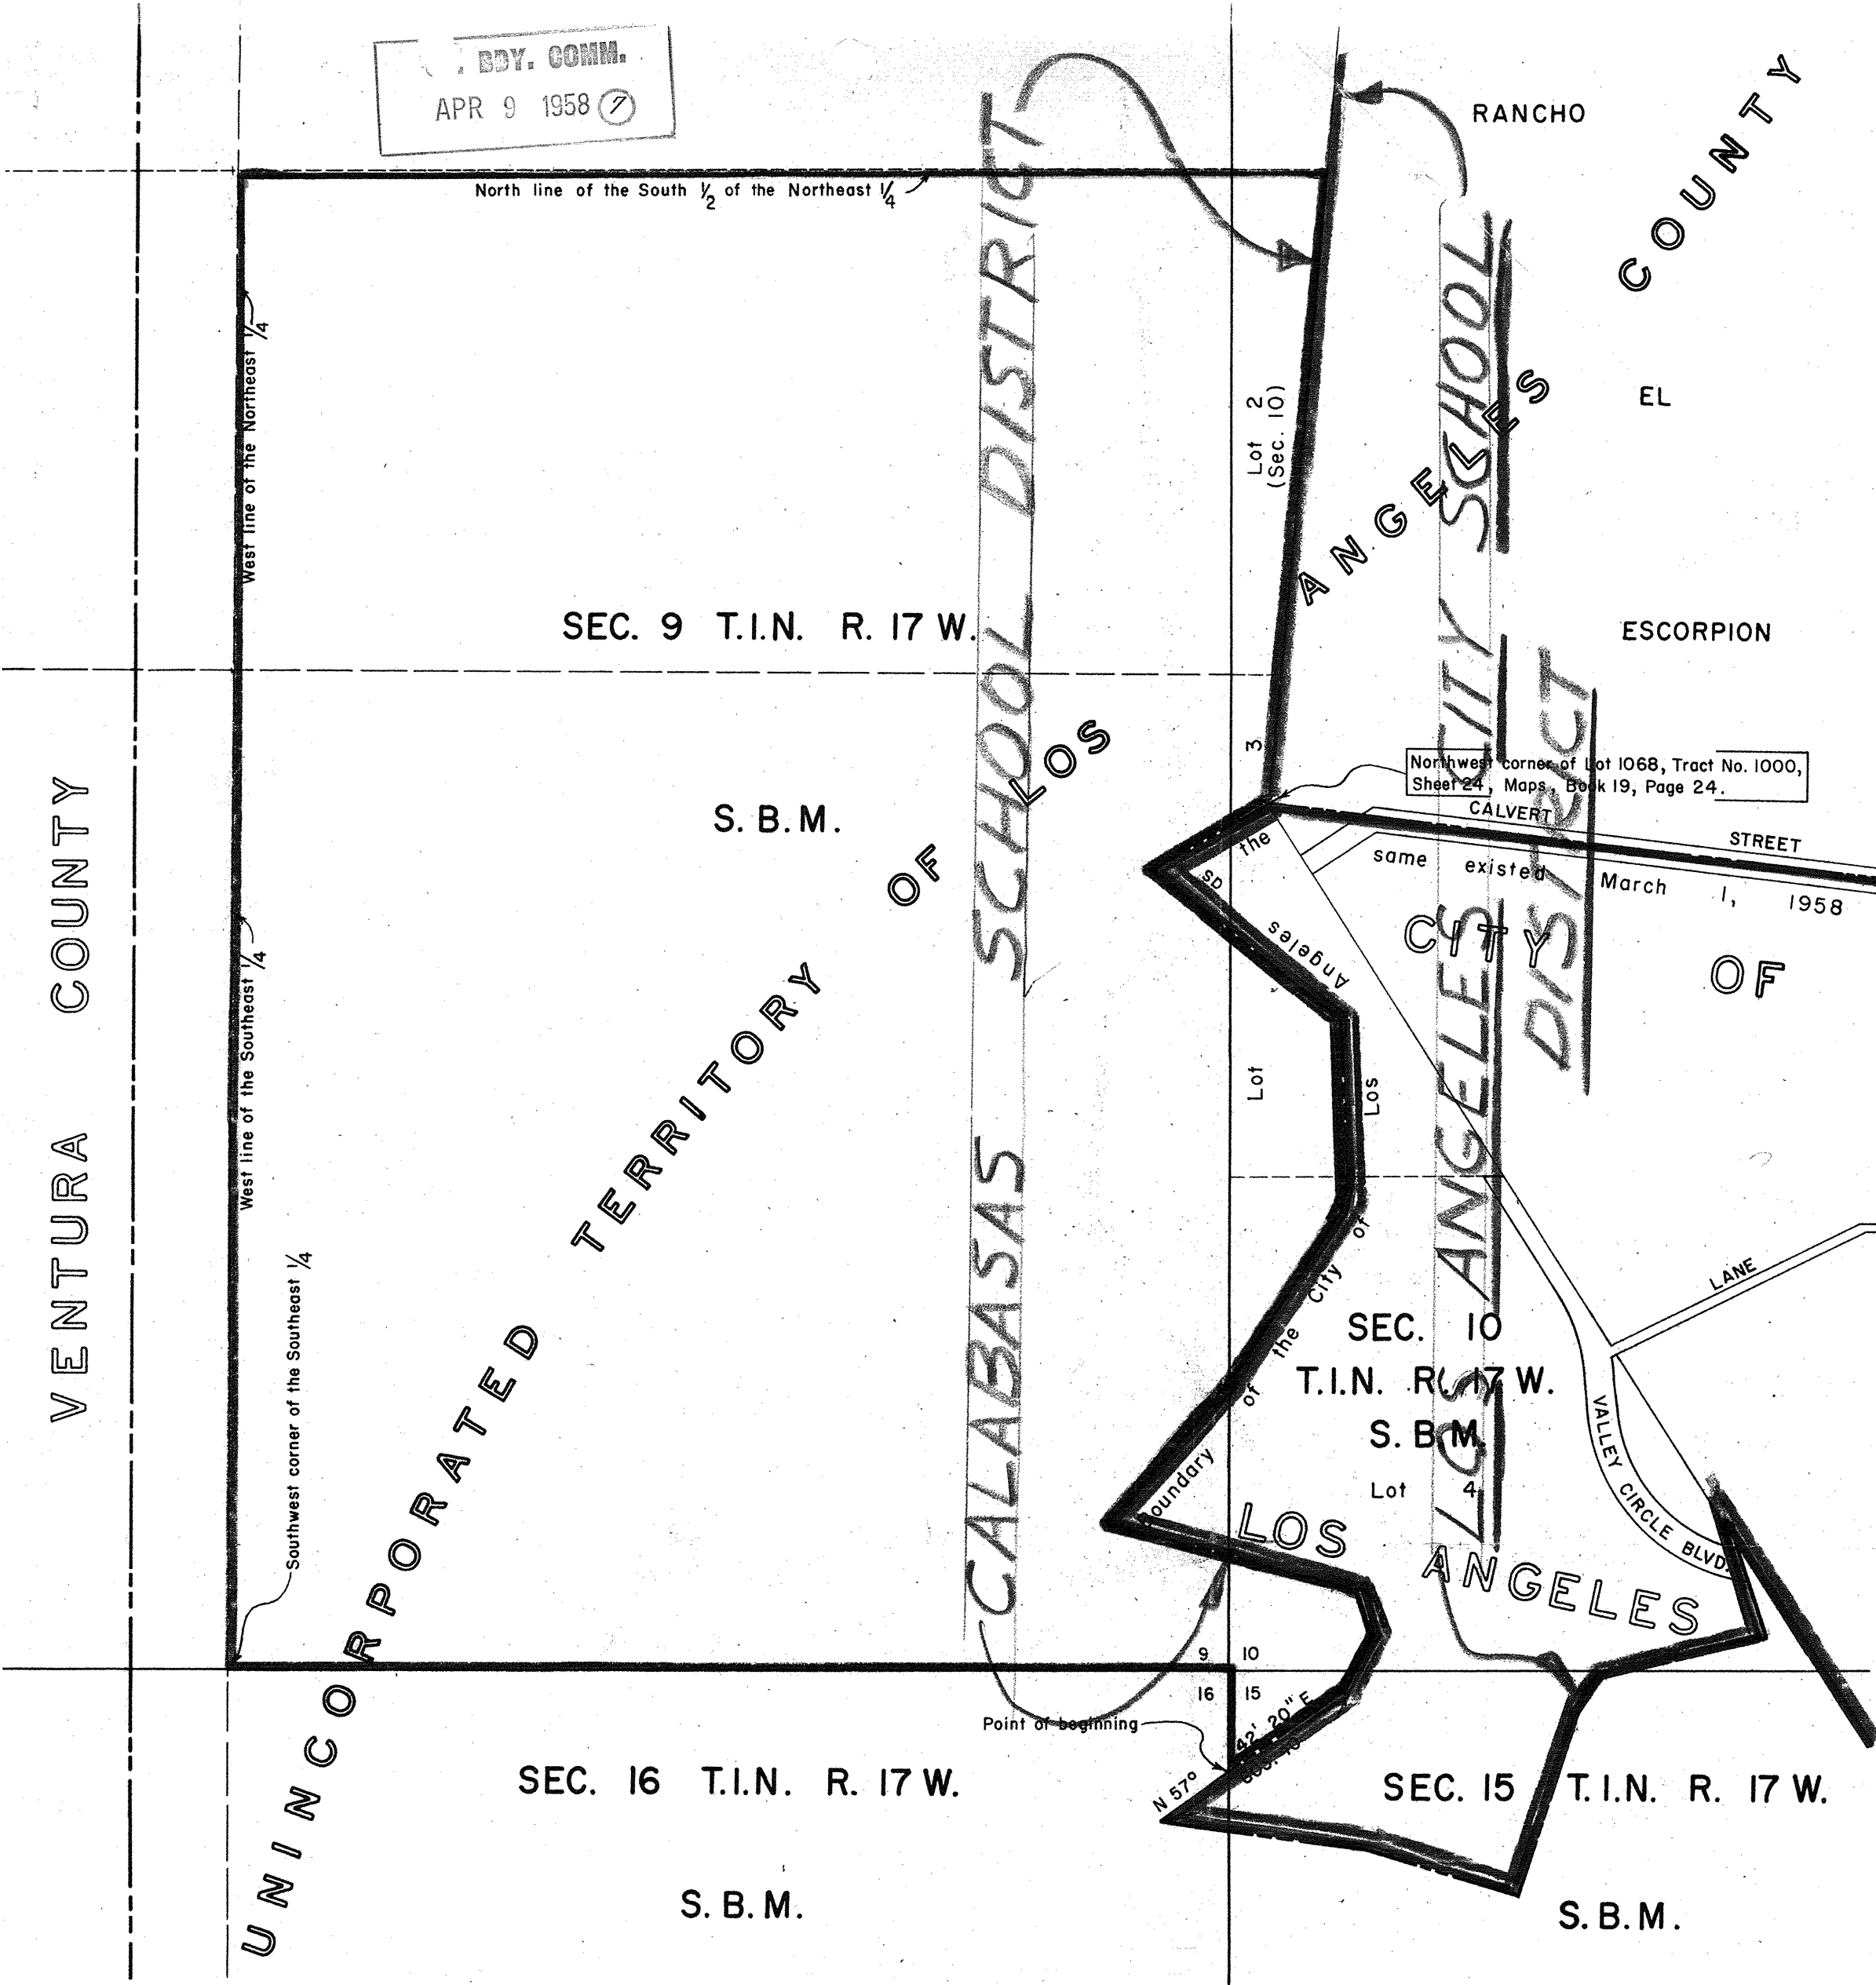 BDY. COMM.
APR 9 1958 7
RANCHO
COUNTY
North line of the South 1/2 of the Northeast 1/4
West line of the Northeast 1/4
CALABASAS SCHOOL DISTRICT
Lot 2
(Sec. 10)
LOS ANGELES CITY SCHOOL
DISTRICT
EL
ANGELES
ESCORPION
SEC. 9 T.I.N. R. 17 W.
S.B.M.
LOS
OF
3
Northwest corner of Lot 1068, Tract No. 1000,
Sheet 24, Maps, Book 19, Page 24.
CALVERT STREET
the same existed March 1, 1958
CITY OF
VENTURA COUNTY
West line of the Southeast 1/4
UNINCORPORATED TERRITORY
Lot
Angeles
Los
of
City
the
of
oundary
LANE
SEC. 10
T.I.N. R. 17 W.
S.B.M.
Lot 4
VALLEY CIRCLE BLVD.
Southwest corner of the Southeast 1/4
LOS
ANGELES
9 10
16 15
Point of beginning
N 57° 42' 20" E
SEC. 16 T.I.N. R. 17 W.
S.B.M.
SEC. 15 T.I.N. R. 17 W.
S.B.M.